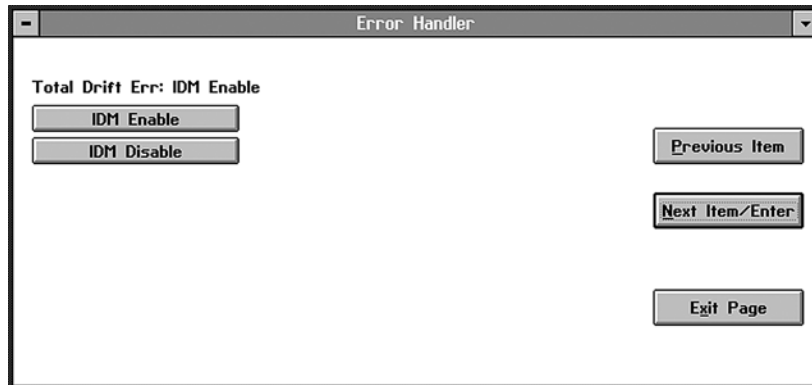 Error Handler
Total Drift Err: IDM Enable
IDM Enable
IDM Disable
Previous Item
Next Item/Enter
Exit Page